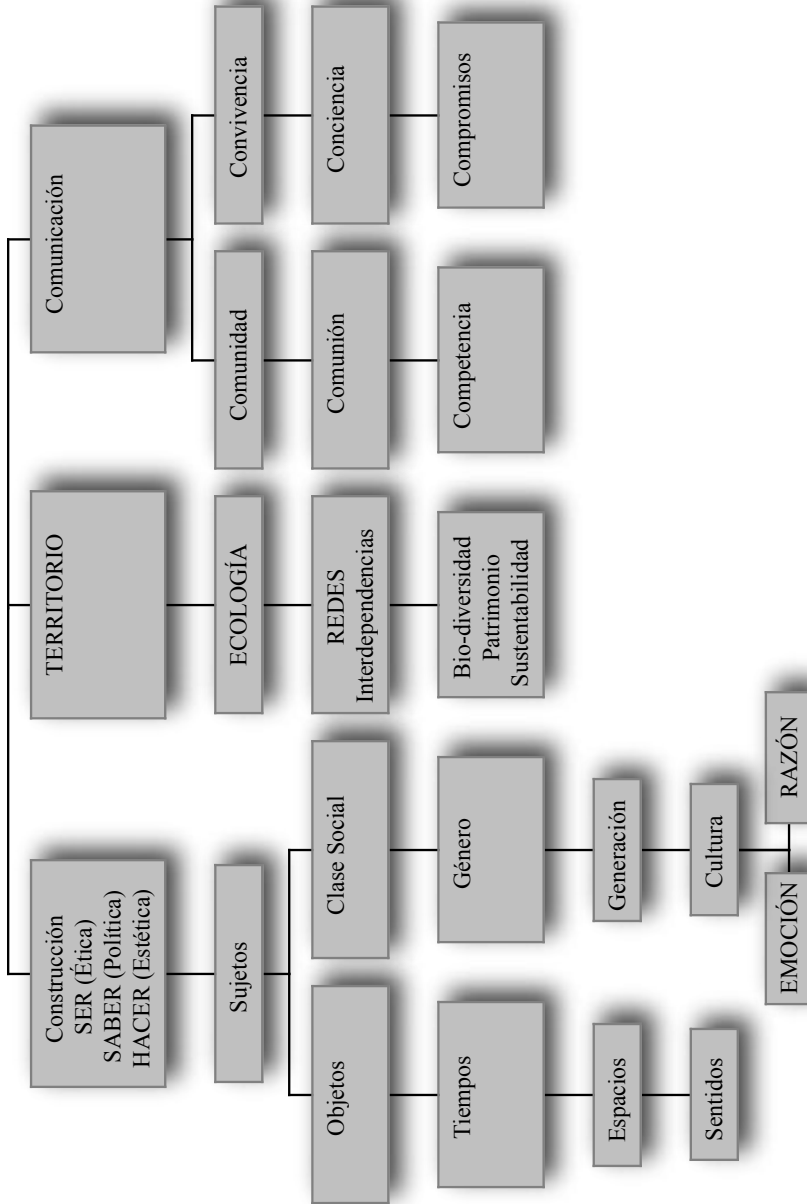 Construcción
SER (Ética)
SABER (Política)
HACER (Estética)
Sujetos
Objetos
Tiempos
Espacios
Sentidos
Clase Social
Género
Generación
Cultura
EMOCIÓN
RAZÓN
TERRITORIO
ECOLOGÍA
REDES
Interdependencias
Bio-diversidad
Patrimonio
Sustentabilidad
Comunicación
Comunidad
Comunión
Competencia
Convivencia
Conciencia
Compromisos